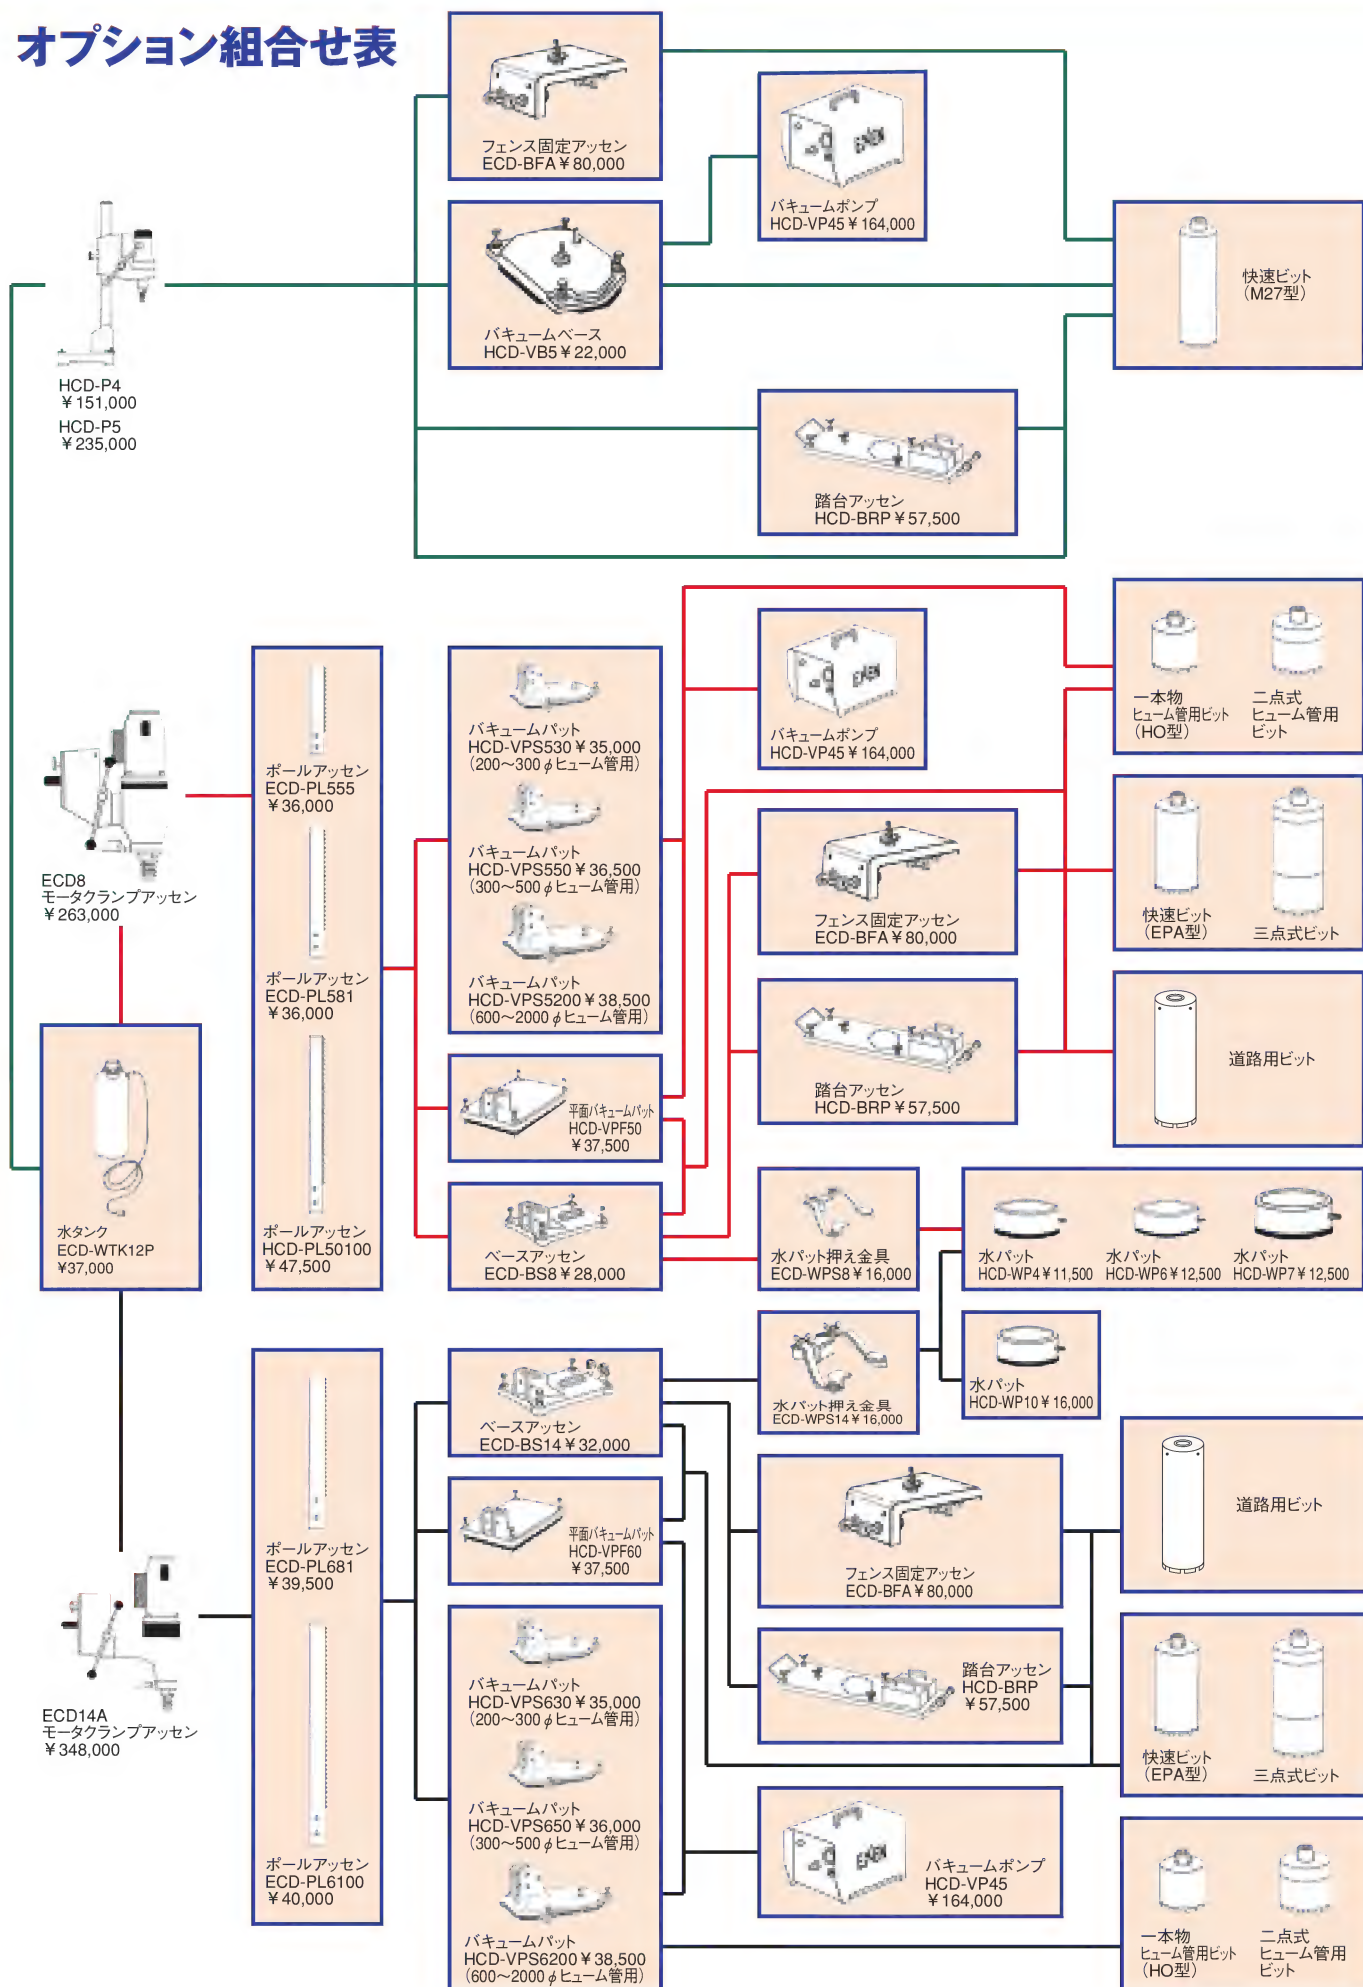 オプション組合せ表
フェンス固定アッセン
ECD-BFA¥80,000
バキュームポンプ
HCD-VP45¥164,000
バキュームベース
HCD-VB5¥22,000
快速ビット
（M27型）
HCD-P4
¥151,000
HCD-P5
¥235,000
踏台アッセン
HCD-BRP¥57,500
ECD8
モータクランプアッセン
¥263,000
ポールアッセン
ECD-PL555
¥36,000
ポールアッセン
ECD-PL581
¥36,000
ポールアッセン
HCD-PL50100
¥47,500
バキュームパット
HCD-VPS530¥35,000
（200〜300φヒューム管用）
バキュームパット
HCD-VPS550¥36,500
（300〜500φヒューム管用）
バキュームパット
HCD-VPS5200¥38,500
（600〜2000φヒューム管用）
平面バキュームパット
HCD-VPF50
¥37,500
ベースアッセン
ECD-BS8¥28,000
バキュームポンプ
HCD-VP45¥164,000
フェンス固定アッセン
ECD-BFA¥80,000
踏台アッセン
HCD-BRP¥57,500
水パット押え金具
ECD-WPS8¥16,000
一本物
ヒューム管用ビット
（HO型）
二点式
ヒューム管用
ビット
快速ビット
（EPA型）
三点式ビット
道路用ビット
水パット
HCD-WP4¥11,500
水パット
HCD-WP6¥12,500
水パット
HCD-WP7¥12,500
水タンク
ECD-WTK12P
¥37,000
水パット押え金具
ECD-WPS14¥16,000
水パット
HCD-WP10¥16,000
ECD14A
モータクランプアッセン
¥348,000
ポールアッセン
ECD-PL681
¥39,500
ポールアッセン
ECD-PL6100
¥40,000
ベースアッセン
ECD-BS14¥32,000
平面バキュームパット
HCD-VPF60
¥37,500
バキュームパット
HCD-VPS630¥35,000
（200〜300φヒューム管用）
バキュームパット
HCD-VPS650¥36,000
（300〜500φヒューム管用）
バキュームパット
HCD-VPS6200¥38,500
（600〜2000φヒューム管用）
フェンス固定アッセン
ECD-BFA¥80,000
踏台アッセン
HCD-BRP
¥57,500
バキュームポンプ
HCD-VP45
¥164,000
道路用ビット
快速ビット
（EPA型）
三点式ビット
一本物
ヒューム管用ビット
（HO型）
二点式
ヒューム管用
ビット